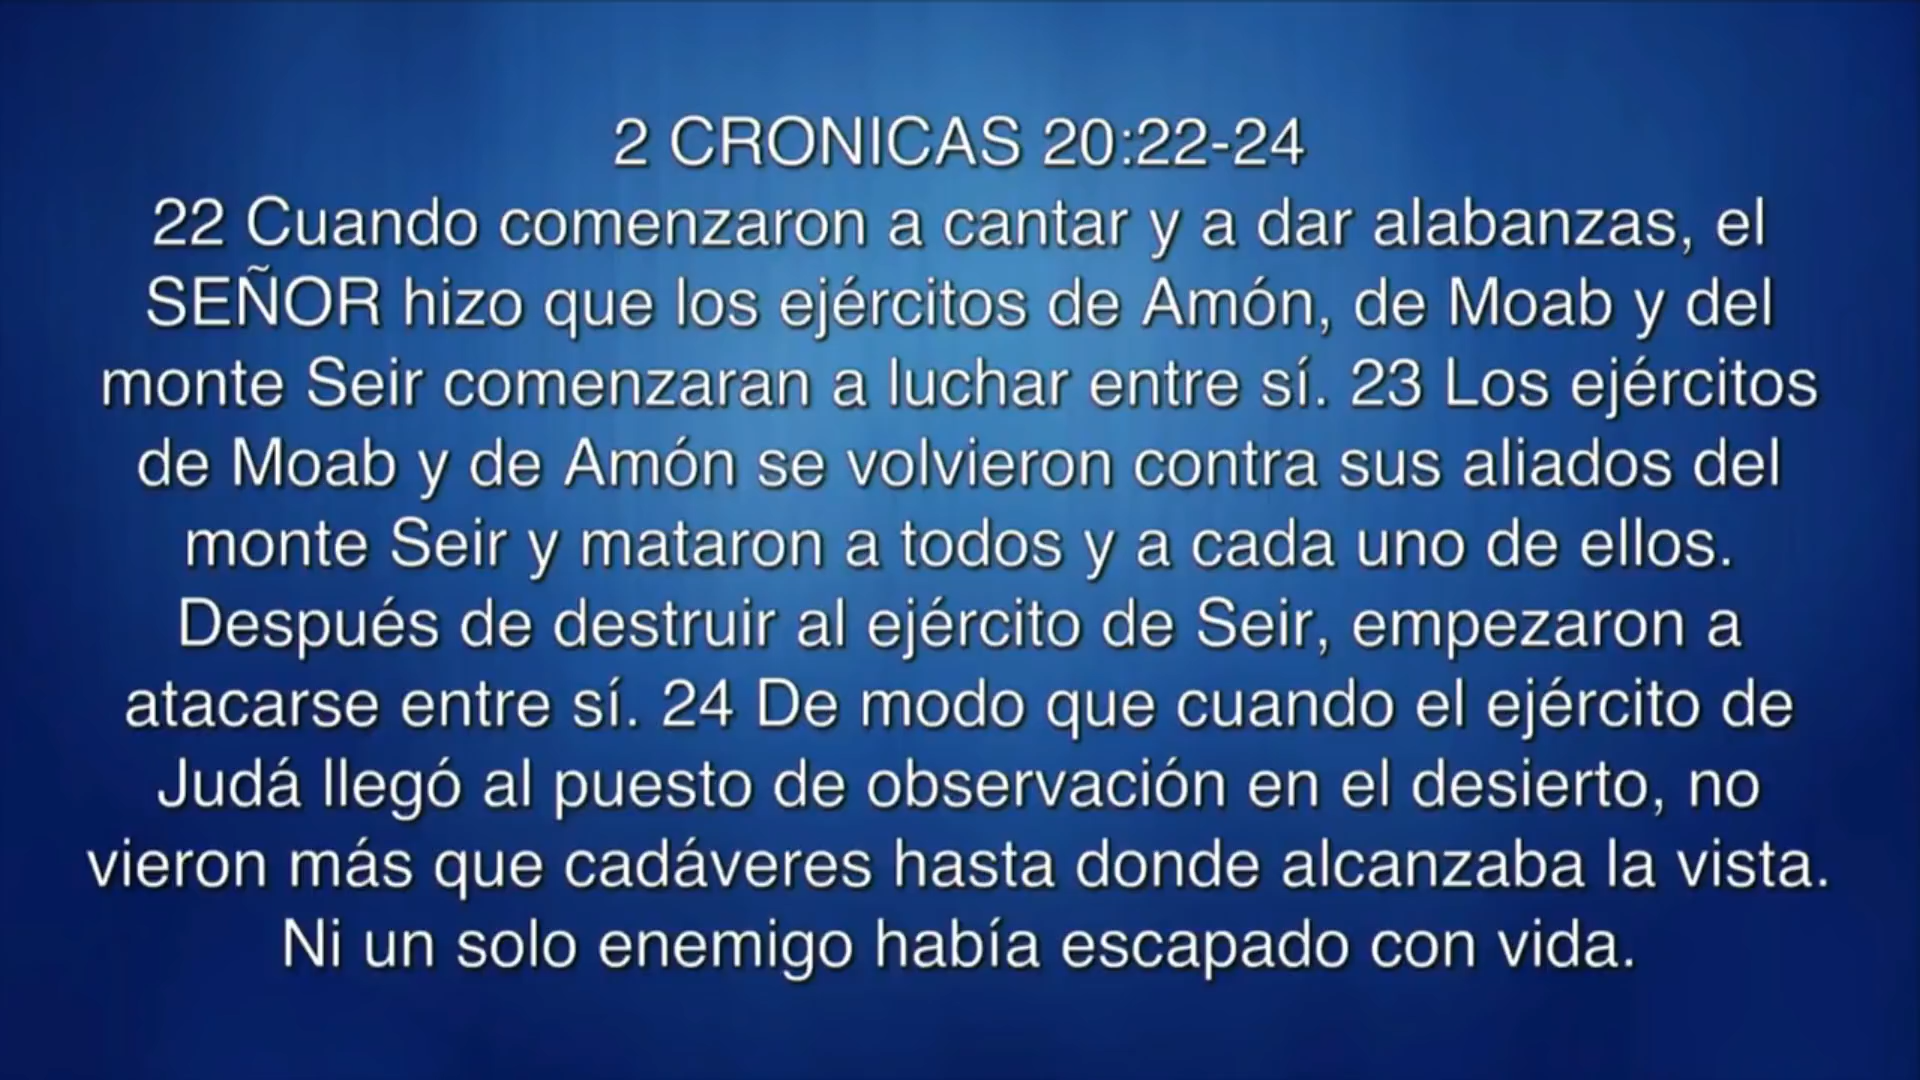 2 CRONICAS 20:22-24
22 Cuando comenzaron a cantar y a dar alabanzas, el
SEÑOR hizo que los ejércitos de Amón, de Moab y del
monte Seir comenzaran a luchar entre sí. 23 Los ejércitos
de Moab y de Amón se volvieron contra sus aliados del
monte Seir y mataron a todos y a cada uno de ellos.
Después de destruir al ejército de Seir, empezaron a
atacarse entre sí. 24 De modo que cuando el ejército de
Judá llegó al puesto de observación en el desierto, no
vieron más que cadáveres hasta donde alcanzaba la vista.
Ni un solo enemigo había escapado con vida.